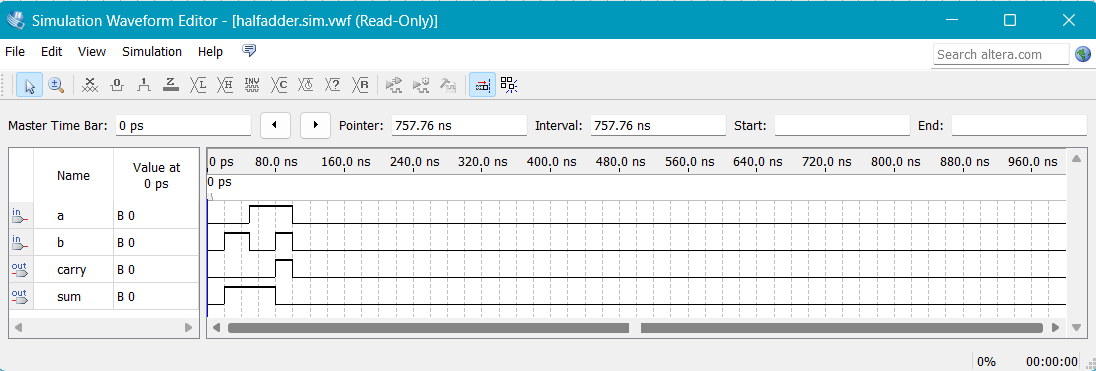 Simulation Waveform Editor - [halfadder.sim.vwf (Read-Only)]
File Edit View Simulation Help
Search altera.com
Master Time Bar: 0 ps Pointer: 757.76 ns Interval: 757.76 ns Start: End:
Name Value at 0 ps
0 ps 80.0 ns 160.0 ns 240.0 ns 320.0 ns 400.0 ns 480.0 ns 560.0 ns 640.0 ns 720.0 ns 800.0 ns 880.0 ns 960.0 ns
0 ps
in a B 0
in b B 0
out carry B 0
out sum B 0
0% 00:00:00